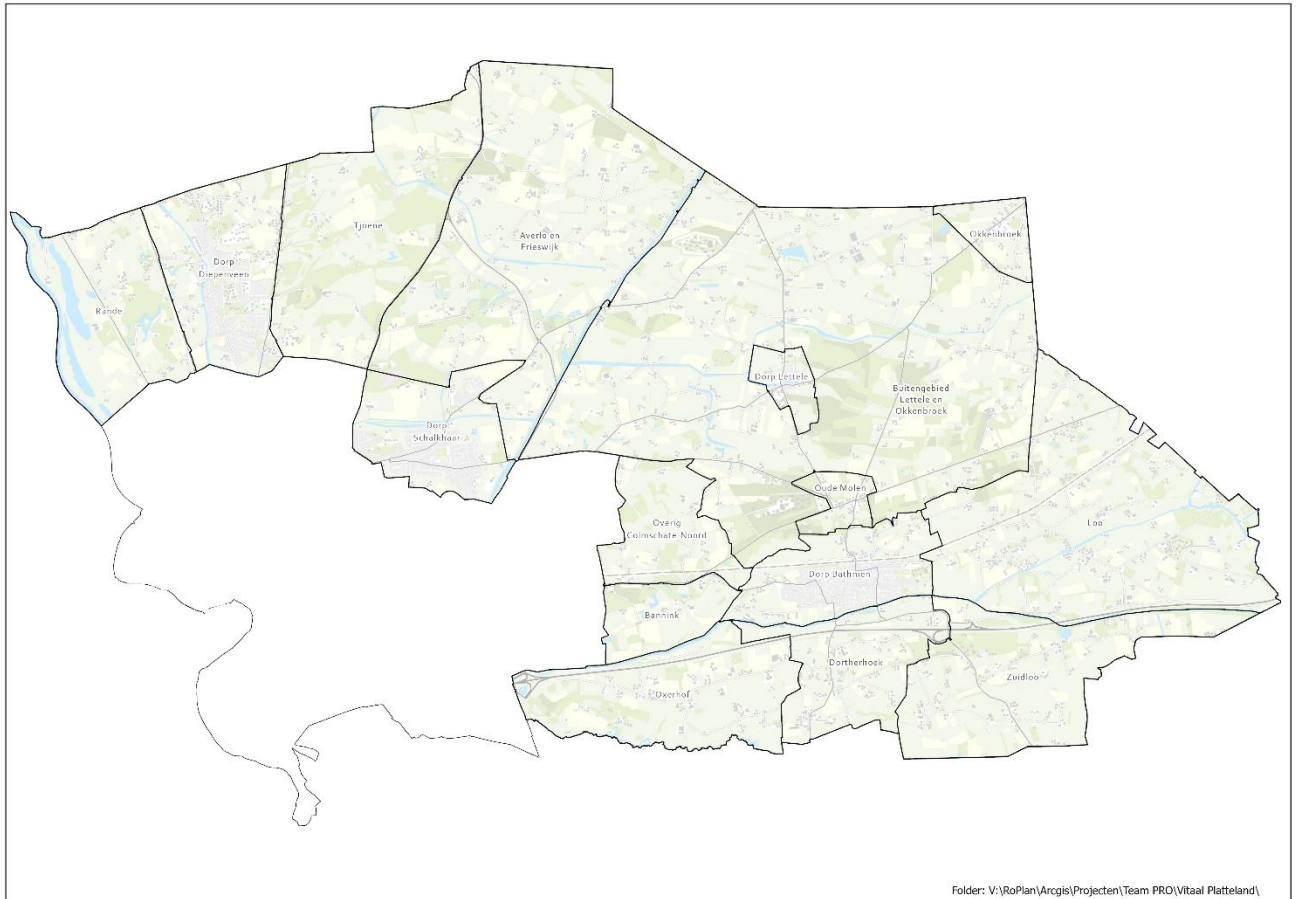 Okkenbroek
Tjoene
Averlo en
Frieswijk
Dorp
Diepenveen
Rande
Dorp Lettele
Buitengebied
Lettele en
Okkenbroek
Dorp
Schalkhaar
Oude Molen
Overig
Colmschate-Noord
Loo
Dorp Bathmen
Bannink
Dortherhoek
Zuidloo
Oxerhof
Folder: V:\RoPlan\Arcgis\Projecten\Team PRO\Vitaal Platteland\